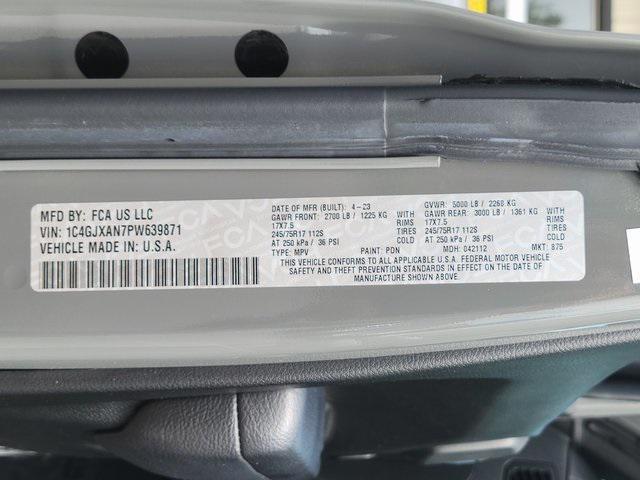 MFD BY: FCA US LLC
VIN: 1C4GJXAN7PW639871
VEHICLE MADE IN U.S.A.
DATE OF MFR (BUILT): 4-23 GVWR: 5000 LB / 2268 KG
GAWR FRONT: 2700 LB / 1225 KG WITH GAWR REAR: 3000 LB / 1361 KG WITH
17X7.5 RIMS 17X7.5 RIMS
245/75R17 112S TIRES 245/75R17 112S TIRES
AT 250 kPa / 36 PSI COLD AT 250 kPa / 36 PSI COLD
TYPE: MPV PAINT: PDN MDH: 042112 MKT: 875
THIS VEHICLE CONFORMS TO ALL APPLICABLE U.S.A. FEDERAL MOTOR VEHICLE
SAFETY AND THEFT PREVENTION STANDARDS IN EFFECT ON THE DATE OF
MANUFACTURE SHOWN ABOVE.